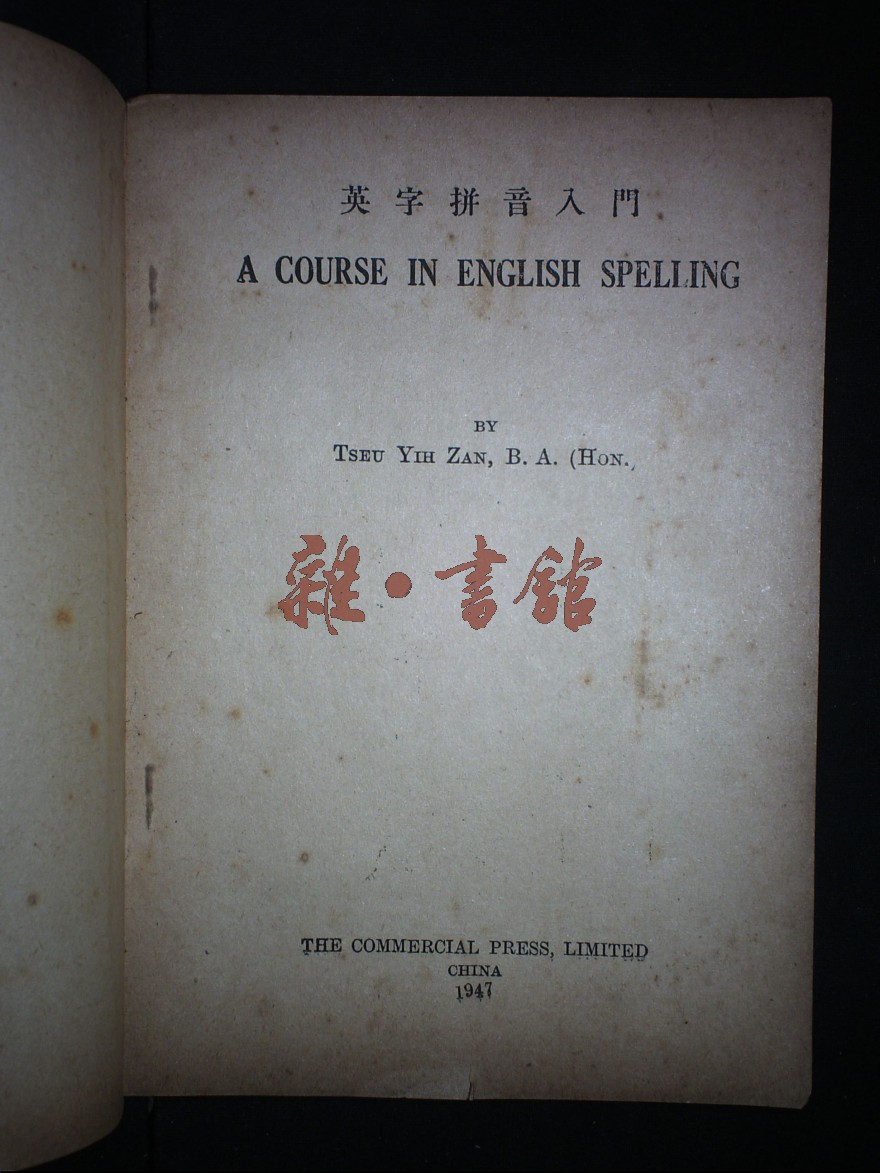 英字拼音入門
A COURSE IN ENGLISH SPELLING
BY
TSEU YIH ZAN, B. A. (HON.
雜·書館
THE COMMERCIAL PRESS, LIMITED
CHINA
1947